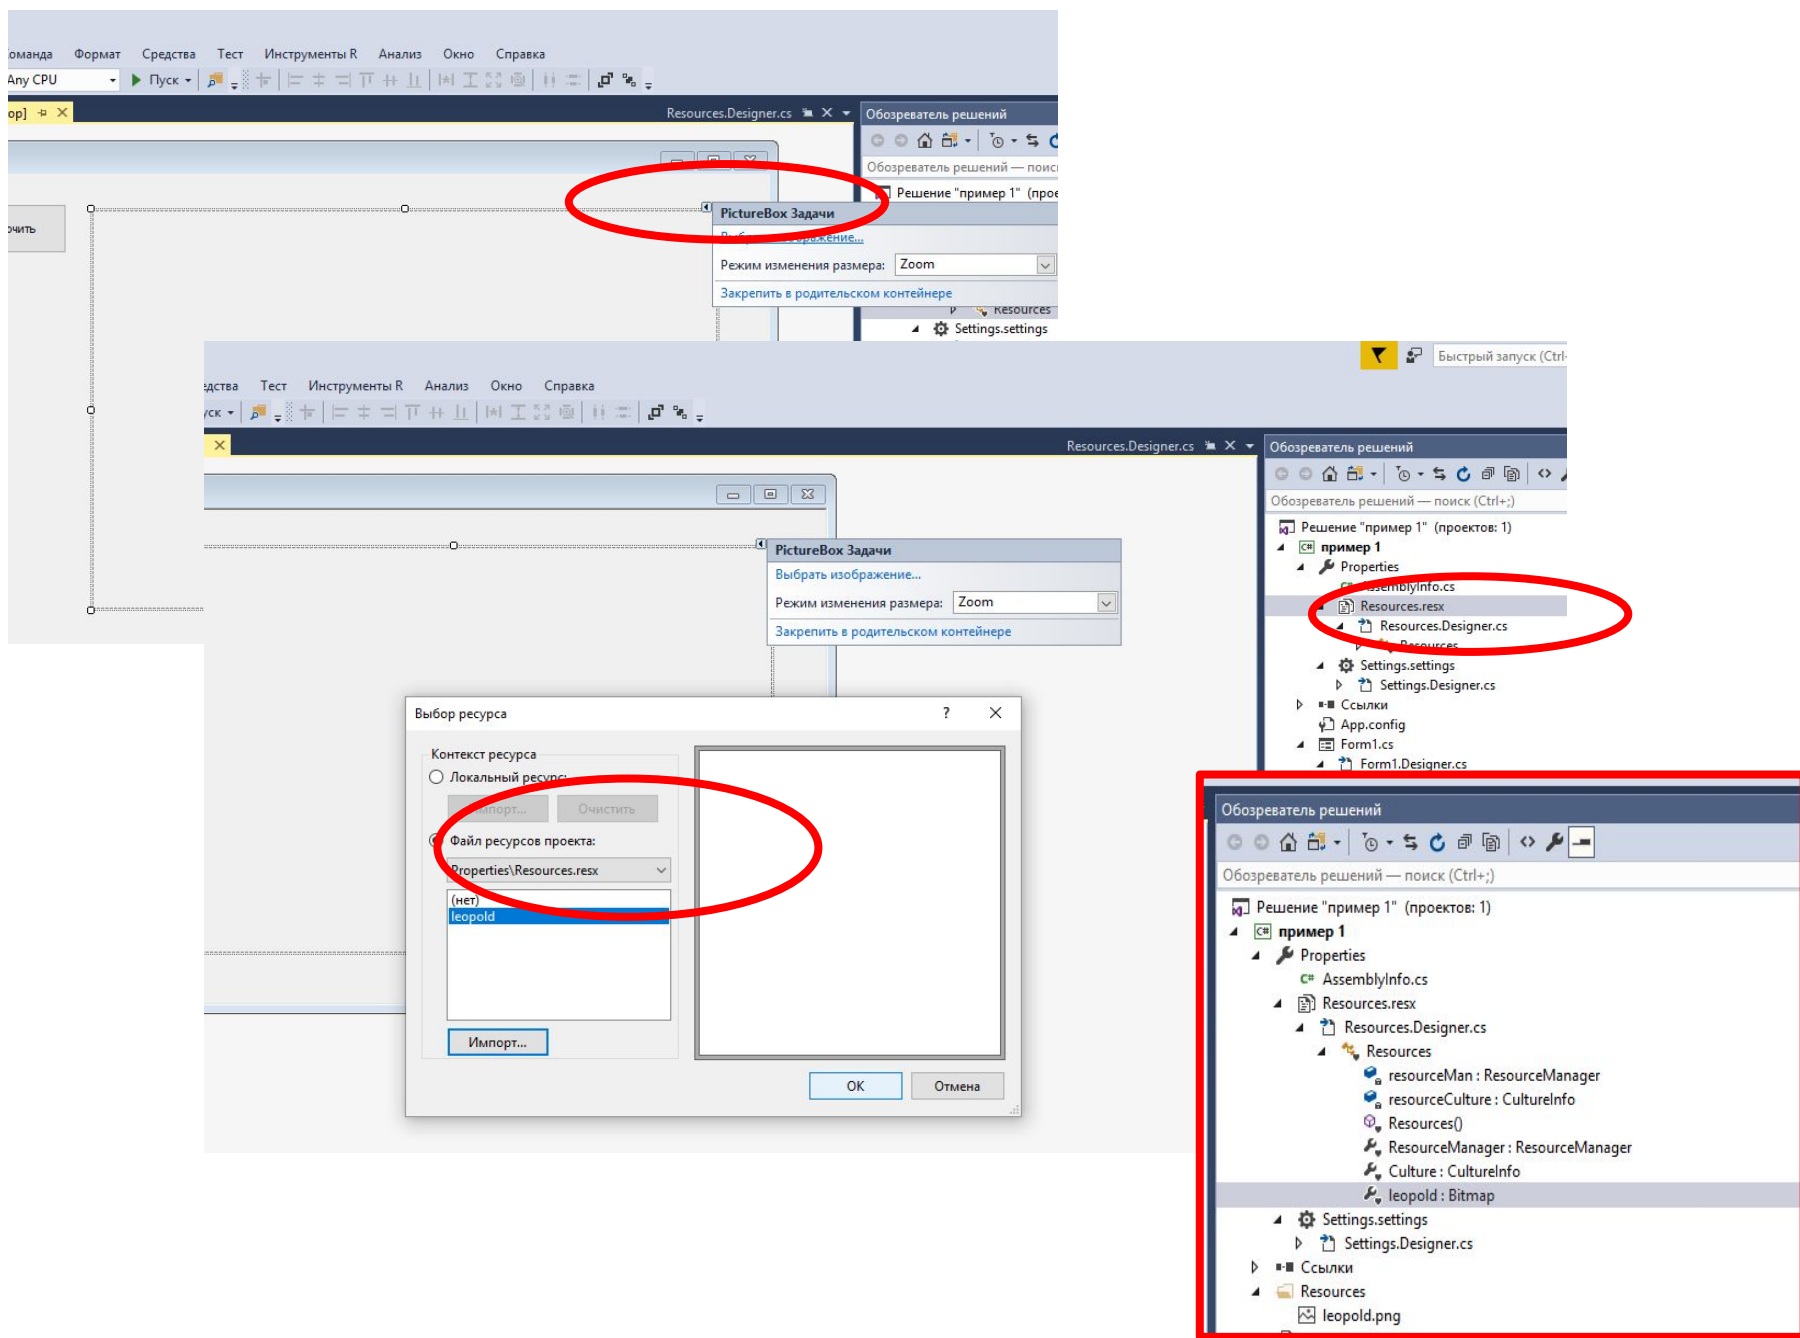 Формат Средства Тест Инструменты R Анализ Окно Справка
Any CPU Пуск
Resources.Designer.cs
Обозреватель решений
Обозреватель решений — поис
Решение "пример 1" (прое
PictureBox Задачи
Режим изменения размера: Zoom
Закрепить в родительском контейнере
Resources
Settings.settings
Быстрый запуск (Ctrl+
Тест Инструменты R Анализ Окно Справка
Resources.Designer.cs
Обозреватель решений
Обозреватель решений — поиск (Ctrl+;)
Решение "пример 1" (проектов: 1)
C# пример 1
Properties
AssemblyInfo.cs
Resources.resx
Resources.Designer.cs
Resources
Settings.settings
Settings.Designer.cs
Ссылки
App.config
Form1.cs
Form1.Designer.cs
PictureBox Задачи
Выбрать изображение...
Режим изменения размера: Zoom
Закрепить в родительском контейнере
Выбор ресурса
Контекст ресурса
Локальный ресурс:
Импорт... Очистить
Файл ресурсов проекта:
Properties\Resources.resx
(нет)
leopold
Импорт...
OK Отмена
Обозреватель решений
Обозреватель решений — поиск (Ctrl+;)
Решение "пример 1" (проектов: 1)
C# пример 1
Properties
C# AssemblyInfo.cs
Resources.resx
Resources.Designer.cs
Resources
resourceMan : ResourceManager
resourceCulture : CultureInfo
Resources()
ResourceManager : ResourceManager
Culture : CultureInfo
leopold : Bitmap
Settings.settings
Settings.Designer.cs
Ссылки
Resources
leopold.png